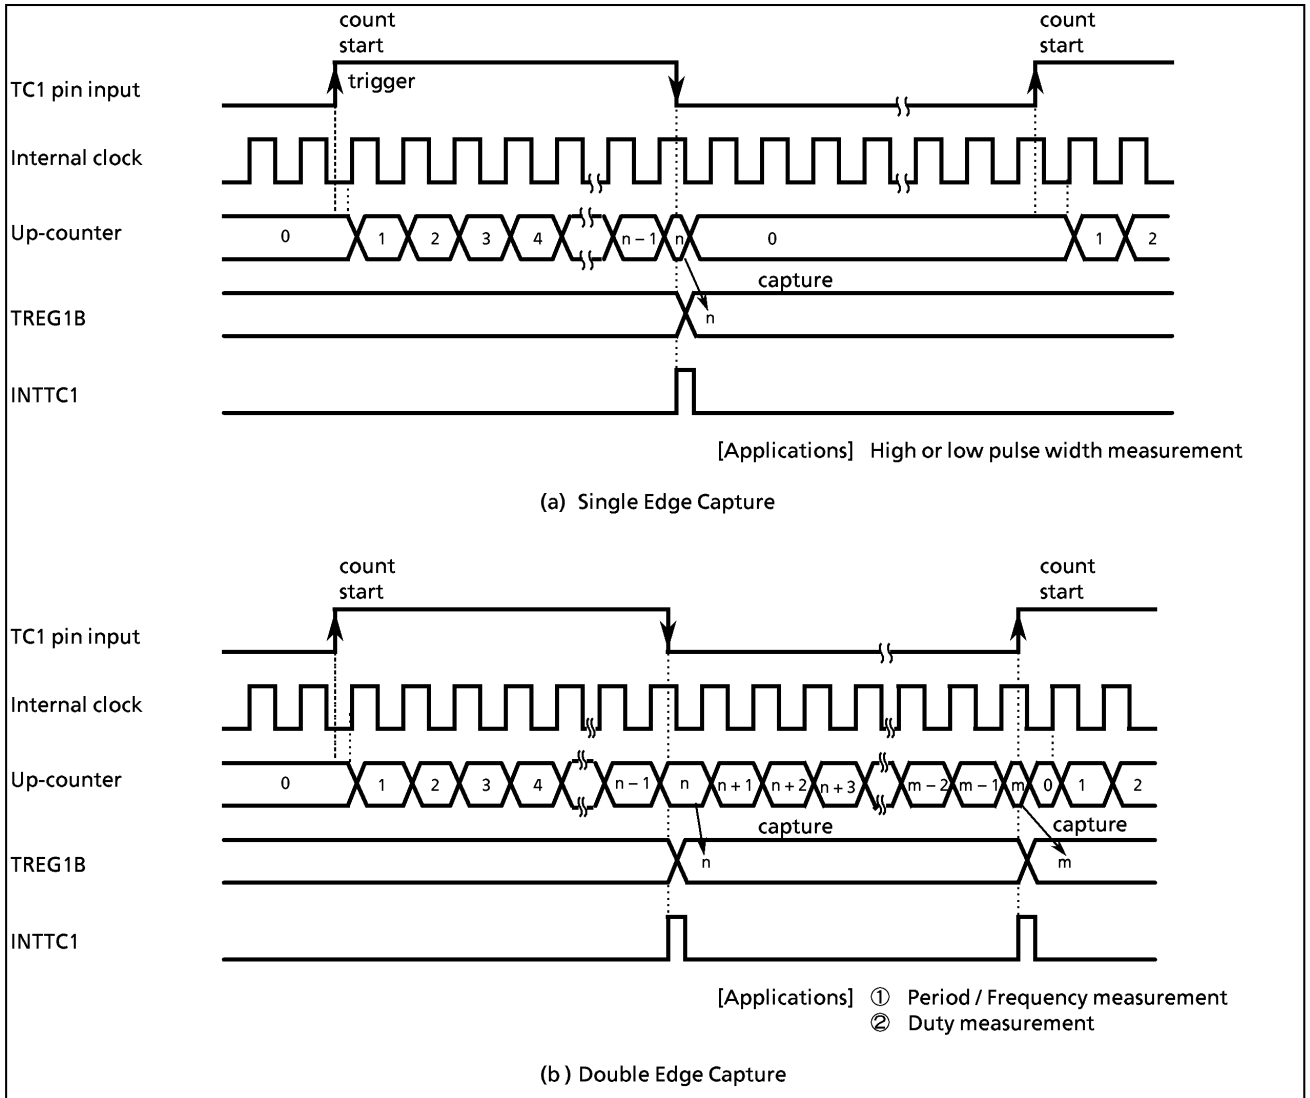 count
start
TC1 pin input
trigger
count
start
Internal clock
Up-counter
0 1 2 3 4 n – 1 n 0 1 2
capture
TREG1B
n
INTTC1
[Applications] High or low pulse width measurement
(a) Single Edge Capture
count
start
count
start
TC1 pin input
Internal clock
Up-counter
0 1 2 3 4 n – 1 n n + 1 n + 2 n + 3 m – 2 m – 1 m 0 1 2
capture
capture
TREG1B
n
m
INTTC1
[Applications] ① Period / Frequency measurement
② Duty measurement
(b ) Double Edge Capture